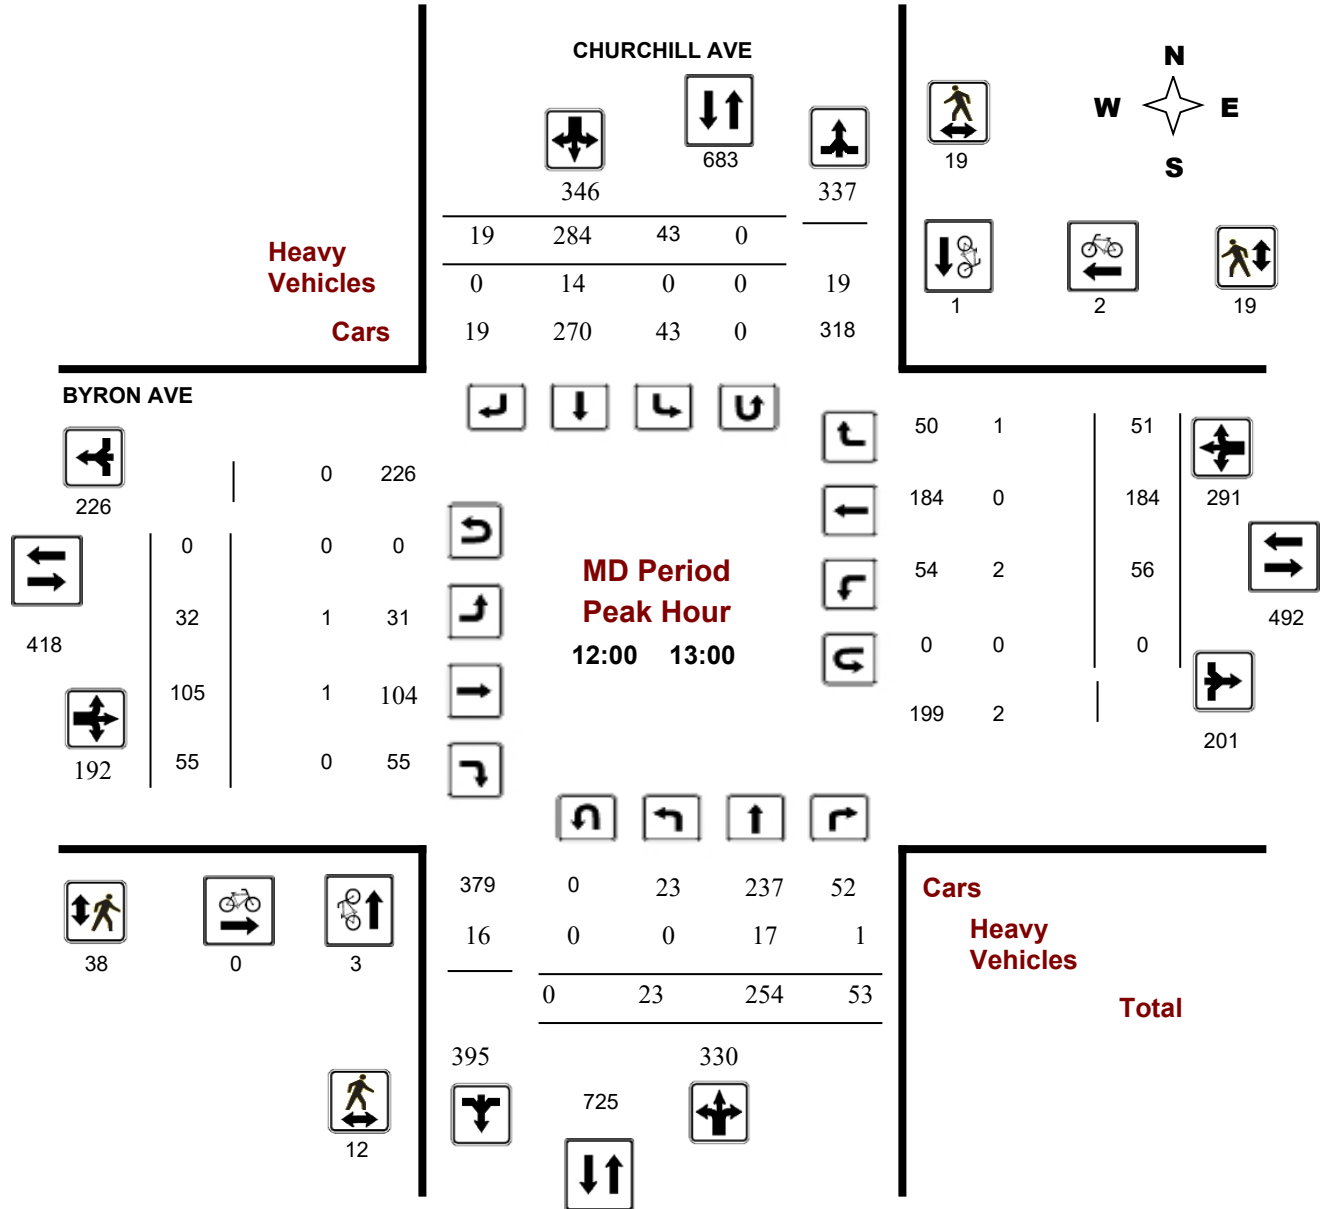 CHURCHILL AVE
N
W E
S
683
19
346 337
19 284 43 0
Heavy
Vehicles
0 14 0 0 19
1 2 19
Cars
19 270 43 0 318
BYRON AVE
50 1 51
0 226
226
184 0 184 291
0 0 0
MD Period
54 2 56
32 1 31
Peak Hour
492
418
12:00 13:00
0 0 0
105 1 104
199 2
201
192 55 0 55
379 0 23 237 52
Cars
16 0 0 17 1
Heavy
Vehicles
38 0 3
0 23 254 53
Total
395 330
725
12